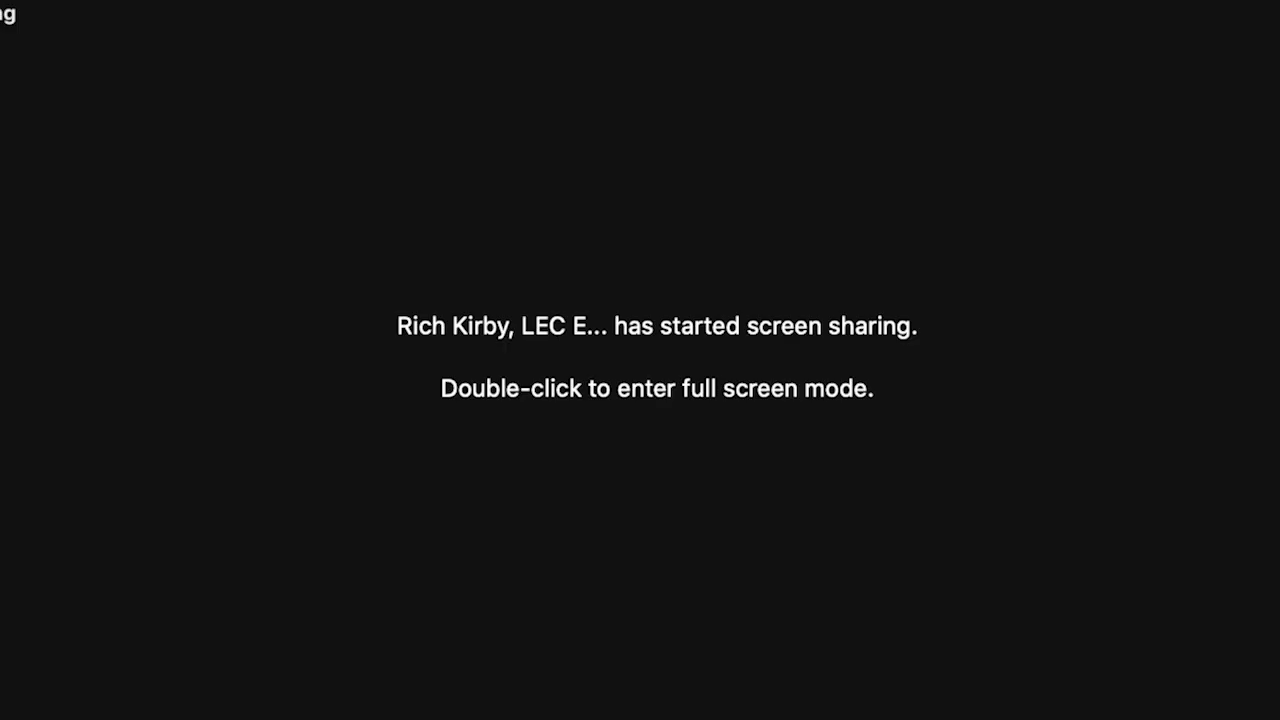 Rich Kirby, LEC E... has started screen sharing.
Double-click to enter full screen mode.